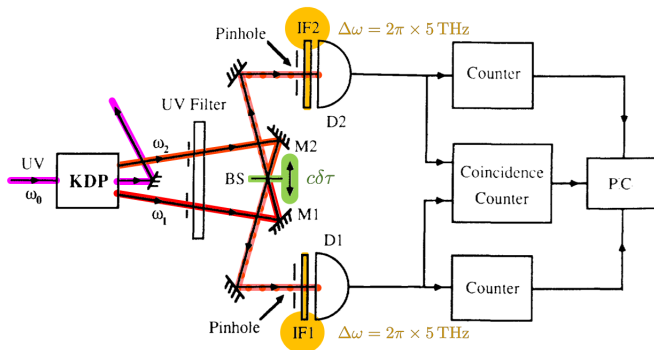 IF2 Δω = 2π × 5 THz
Pinhole
Counter
UV Filter
D2
UV
ω₀
KDP
ω₂
ω₁
M2
BS
cδτ
M1
Coincidence
Counter
PC
D1
Counter
Pinhole
IF1 Δω = 2π × 5 THz